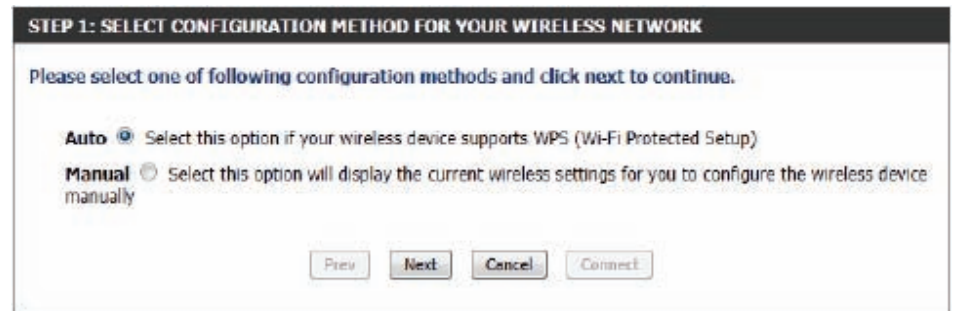 STEP 1: SELECT CONFIGURATION METHOD FOR YOUR WIRELESS NETWORK
Please select one of following configuration methods and click next to continue.
Auto Select this option if your wireless device supports WPS (Wi-Fi Protected Setup)
Manual Select this option will display the current wireless settings for you to configure the wireless device
manually
Prev Next Cancel Connect